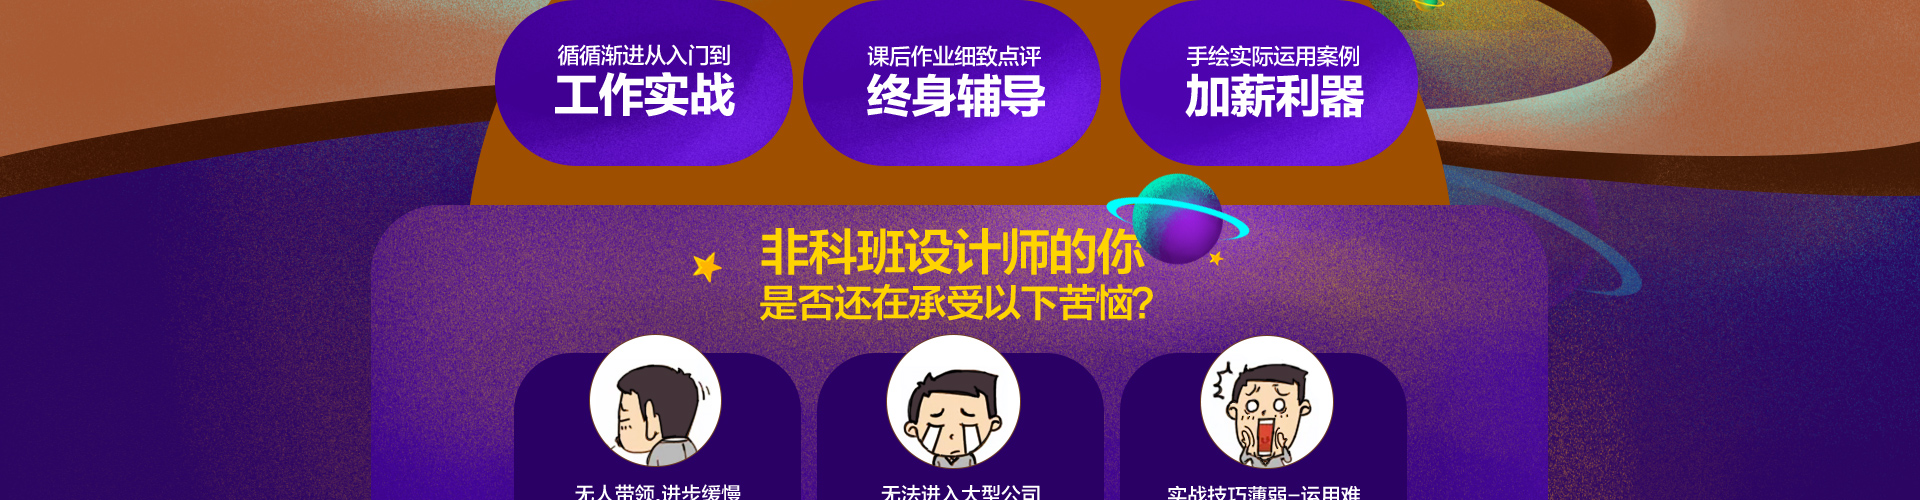 循循渐进从入门到
工作实战
课后作业细致点评
终身辅导
手绘实际运用案例
加薪利器
非科班设计师的你
是否还在承受以下苦恼?
无人带领,进步缓慢
无法进入大型公司
实战技巧薄弱-运用难